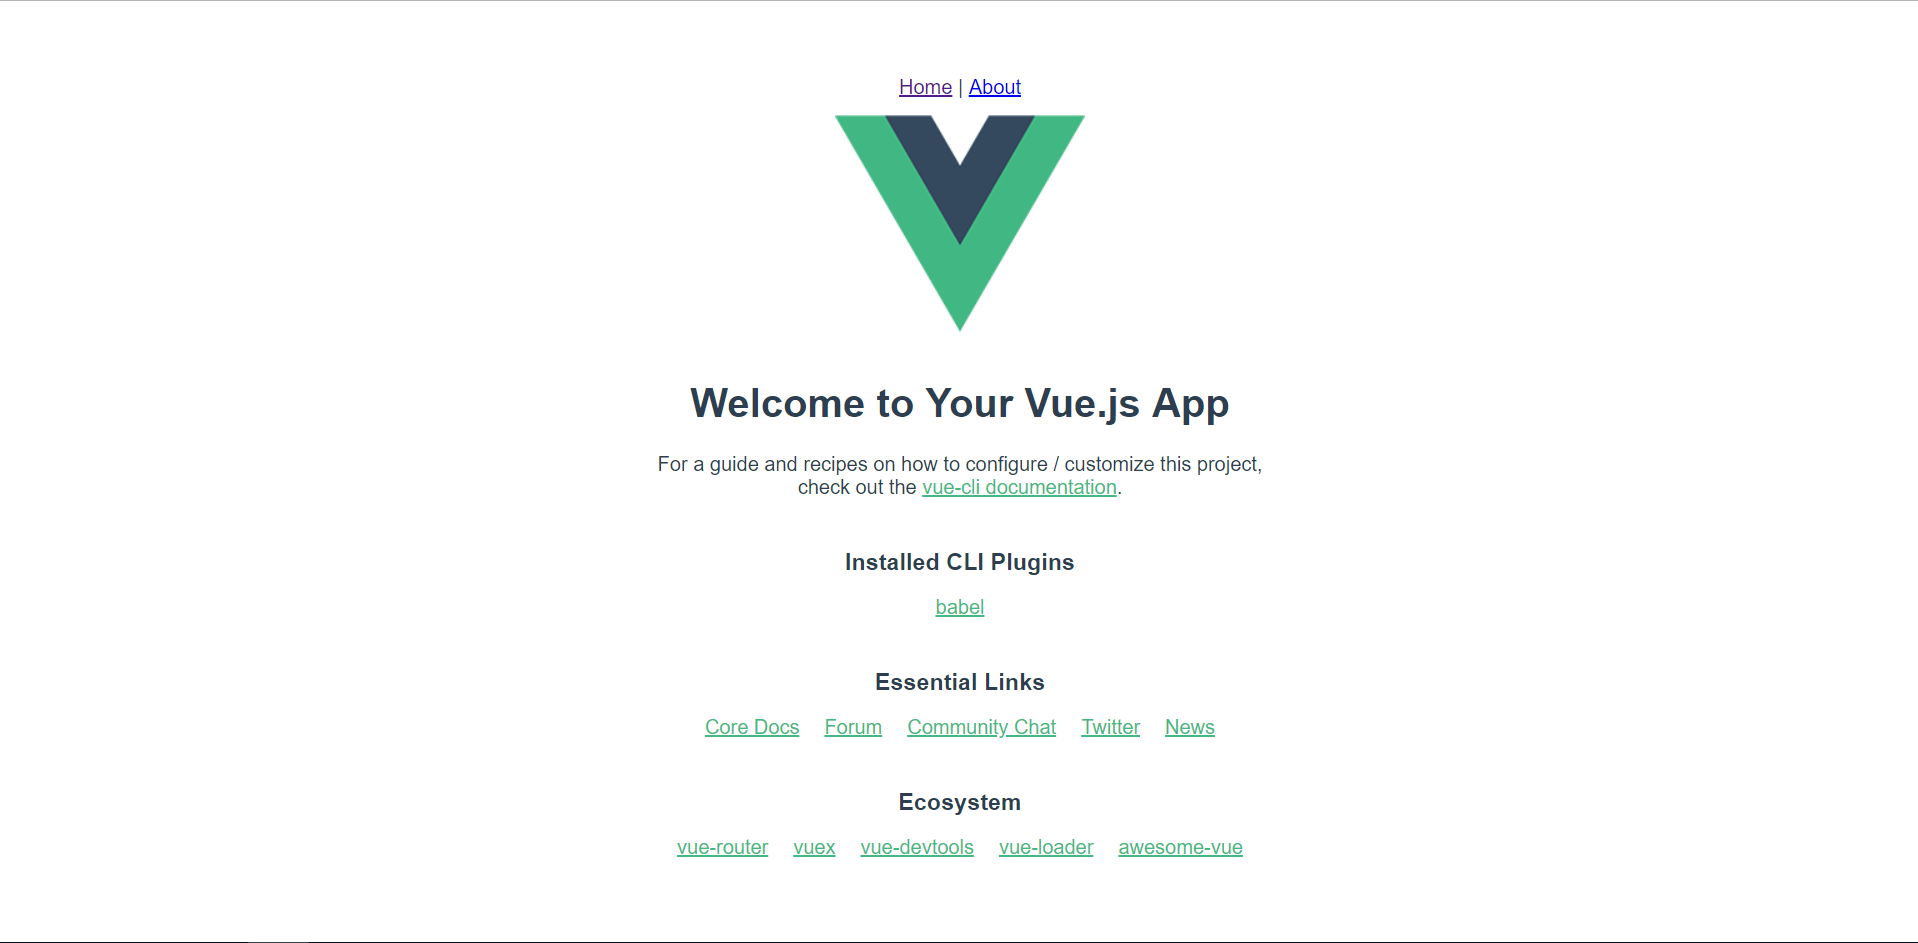 Home | About
Welcome to Your Vue.js App
For a guide and recipes on how to configure / customize this project,
check out the vue-cli documentation.
Installed CLI Plugins
babel
Essential Links
Core Docs Forum Community Chat Twitter News
Ecosystem
vue-router vuex vue-devtools vue-loader awesome-vue